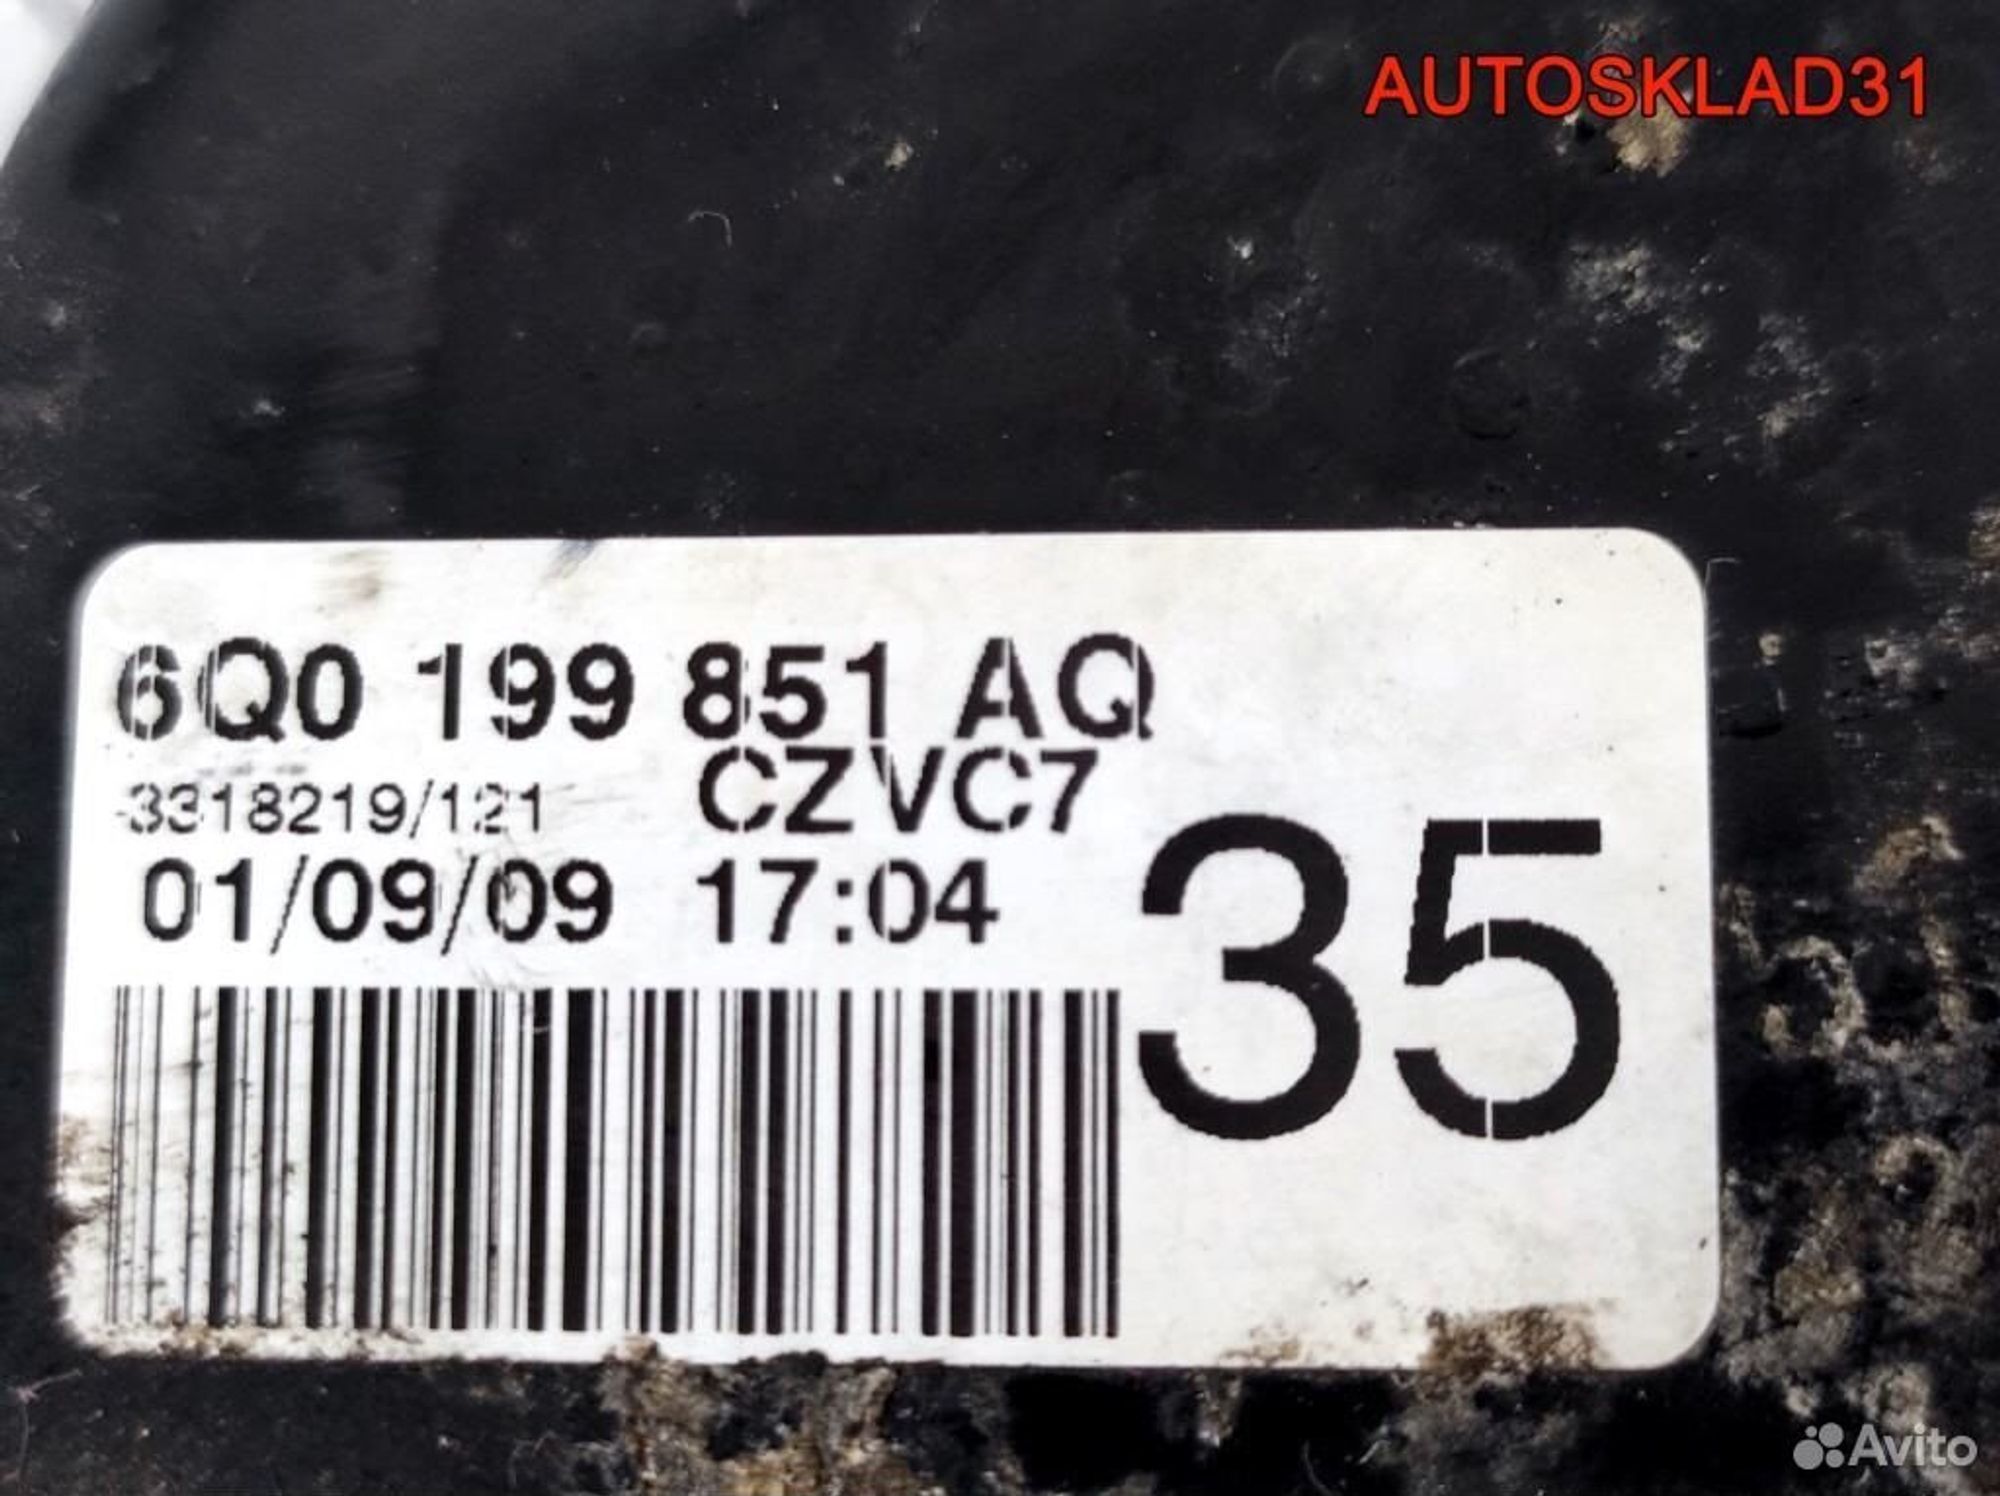 AUTOSKLAD31
6Q0 199 851 AQ
3318219/121 CZVC7
01/09/09 17:04
35
Avito